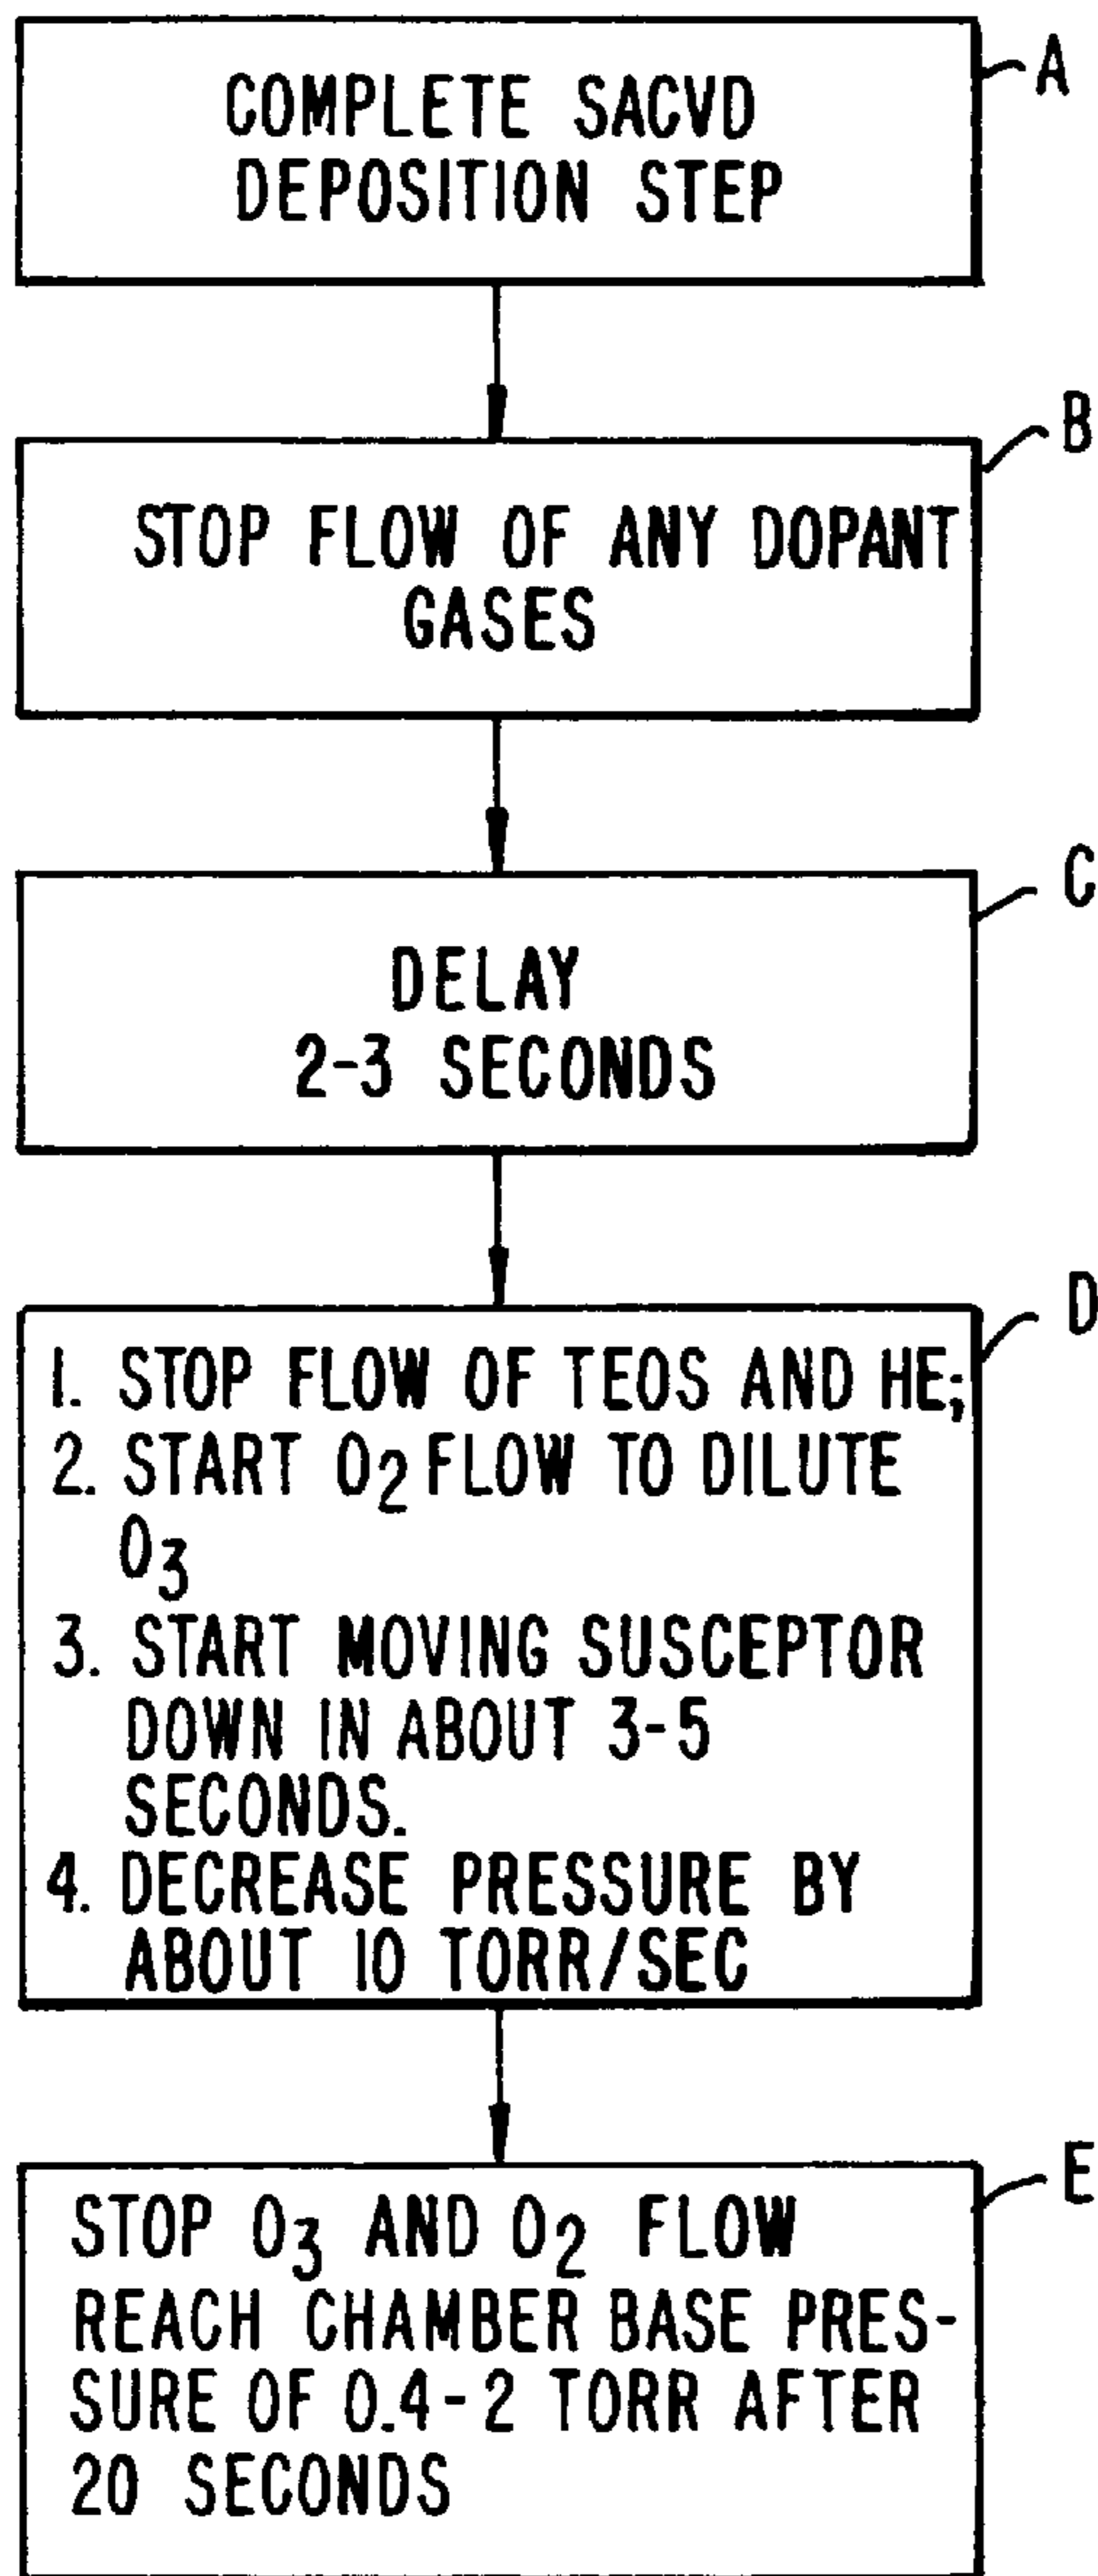 COMPLETE SACVD
DEPOSITION STEP
A
STOP FLOW OF ANY DOPANT
GASES
B
DELAY
2-3 SECONDS
C
1. STOP FLOW OF TEOS AND HE;
2. START O2 FLOW TO DILUTE
O3
3. START MOVING SUSCEPTOR
DOWN IN ABOUT 3-5
SECONDS.
4. DECREASE PRESSURE BY
ABOUT 10 TORR/SEC
D
STOP O3 AND O2 FLOW
REACH CHAMBER BASE PRES-
SURE OF 0.4-2 TORR AFTER
20 SECONDS
E